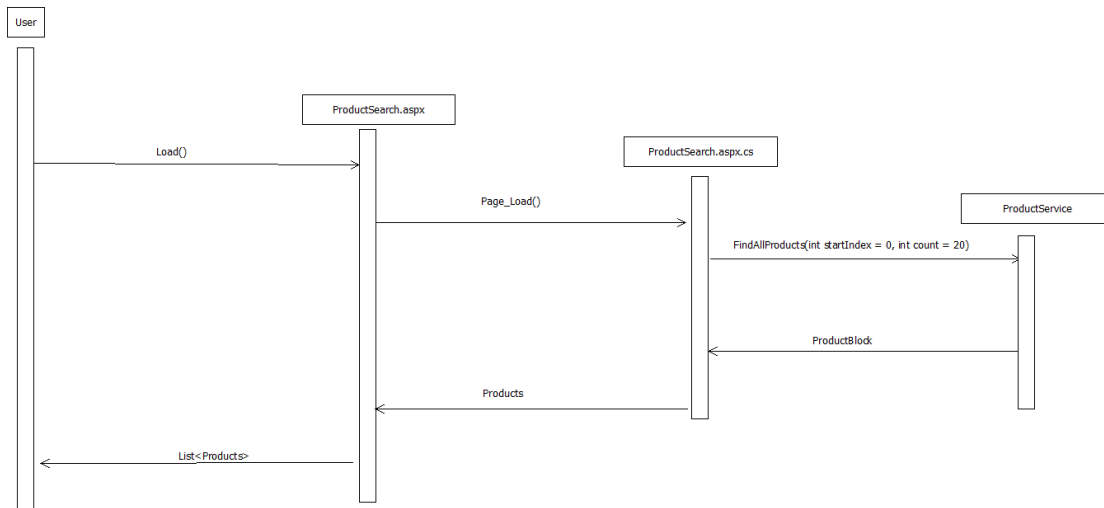 User
ProductSearch.aspx
Load()
ProductSearch.aspx.cs
Page_Load()
ProductService
FindAllProducts(int startIndex = 0, int count = 20)
ProductBlock
Products
List<Products>